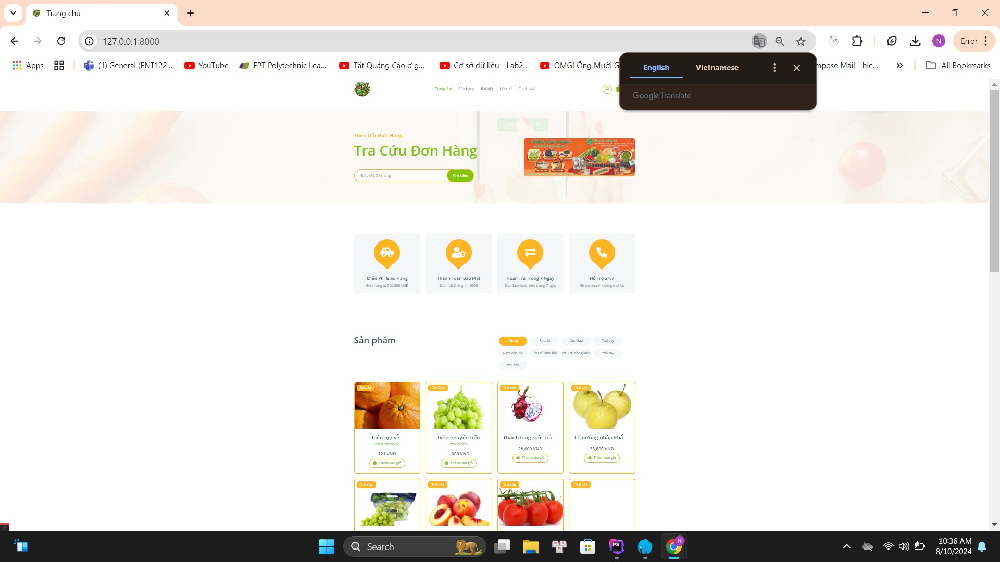 Trang chủ
127.0.0.1:8000
Error
N
Apps
(1) General (ENT122...
YouTube
FPT Polytechnic Lea...
Tắt Quảng Cáo ở g...
Cơ sở dữ liệu - Lab2...
OMG! Ông Mười G
mpose Mail - hie...
All Bookmarks
English
Vietnamese
Google Translate
Trang chủ
Cửa hàng
Bài viết
Liên hệ
Chính sách
Theo Dõi Đơn Hàng
Tra Cứu Đơn Hàng
Nhập Mã đơn hàng
Tìm kiếm
Miễn Phí Giao Hàng
Đơn hàng từ 500,000 VNĐ
Thanh Toán Bảo Mật
Bảo mật thông tin 100%
Hoàn Trả Trong 7 Ngày
Bảo đảm hoàn tiền trong 7 ngày
Hỗ Trợ 24/7
Hỗ trợ nhanh chóng mọi lúc
Sản phẩm
Tất cả
Rau, lá
Củ, Quả
Trái cây
Nấm các loại
Rau củ làm sẵn
Rau củ đông lạnh
trái cây
trái cây
Rau, lá
hiếu nguyễ=
sdsssasacascac
121 VNĐ
Thêm vào giỏ
Củ, Quả
hiếu nguyễn tiến
zcxcvfvvfcv
1,000 VNĐ
Thêm vào giỏ
Trái cây
Thanh long ruột trắ...
28,600 VNĐ
Thêm vào giỏ
Trái cây
Lê đường nhập khẩ...
53,800 VNĐ
Thêm vào giỏ
Trái cây
Trái cây
Trái cây
Trái cây
Search
PS
N
10:36 AM
8/10/2024